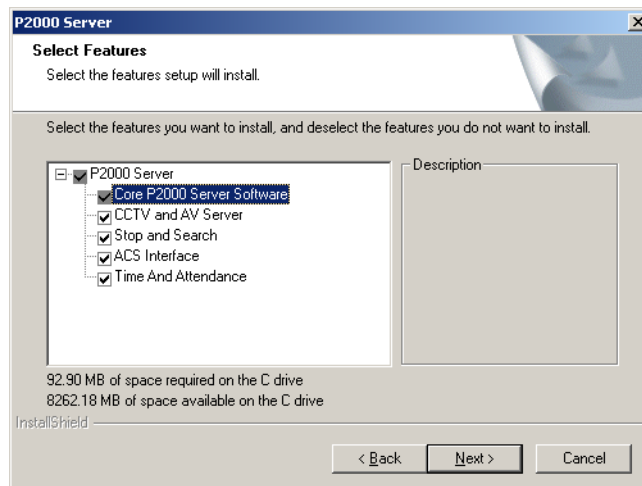 P2000 Server
Select Features
Select the features setup will install.
Select the features you want to install, and deselect the features you do not want to install.
P2000 Server
Core P2000 Server Software
CCTV and AV Server
Stop and Search
ACS Interface
Time And Attendance
Description
92.90 MB of space required on the C drive
8262.18 MB of space available on the C drive
InstallShield
< Back
Next >
Cancel